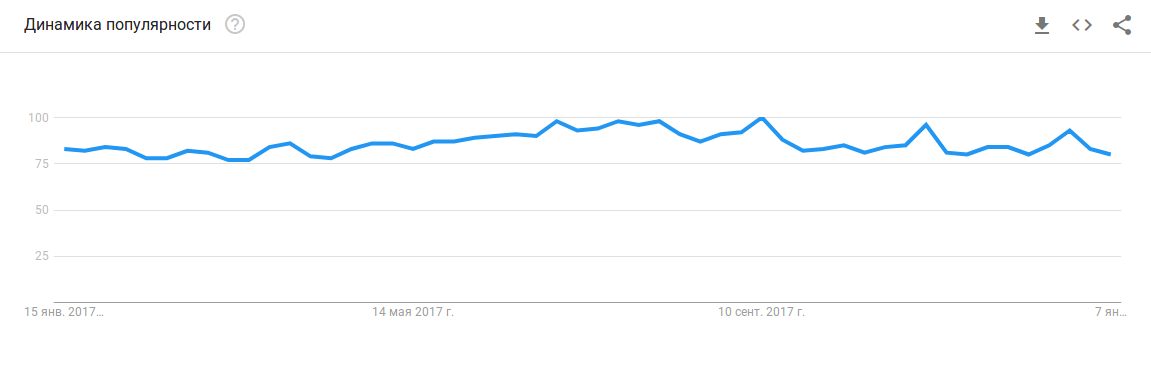 Динамика популярности ?
100
75
50
25
15 янв. 2017…
14 мая 2017 г.
10 сент. 2017 г.
7 ян…